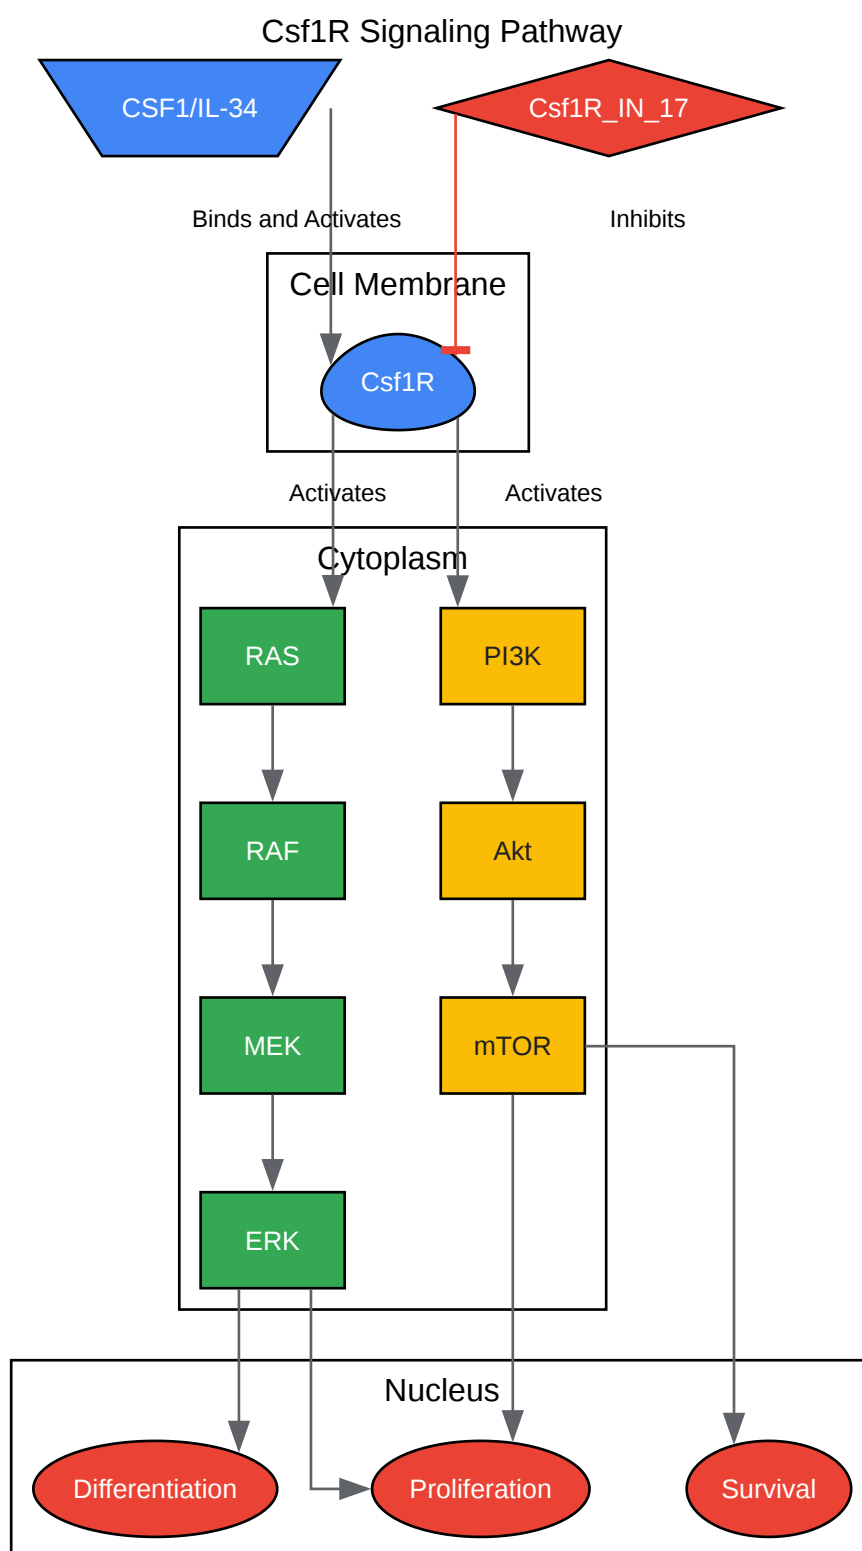 Csf1R Signaling Pathway
CSF1/IL-34
Csf1R_IN_17
Binds and Activates
Inhibits
Cell Membrane
Csf1R
Activates
Activates
Cytoplasm
RAS
PI3K
RAF
Akt
MEK
mTOR
ERK
Nucleus
Differentiation
Proliferation
Survival